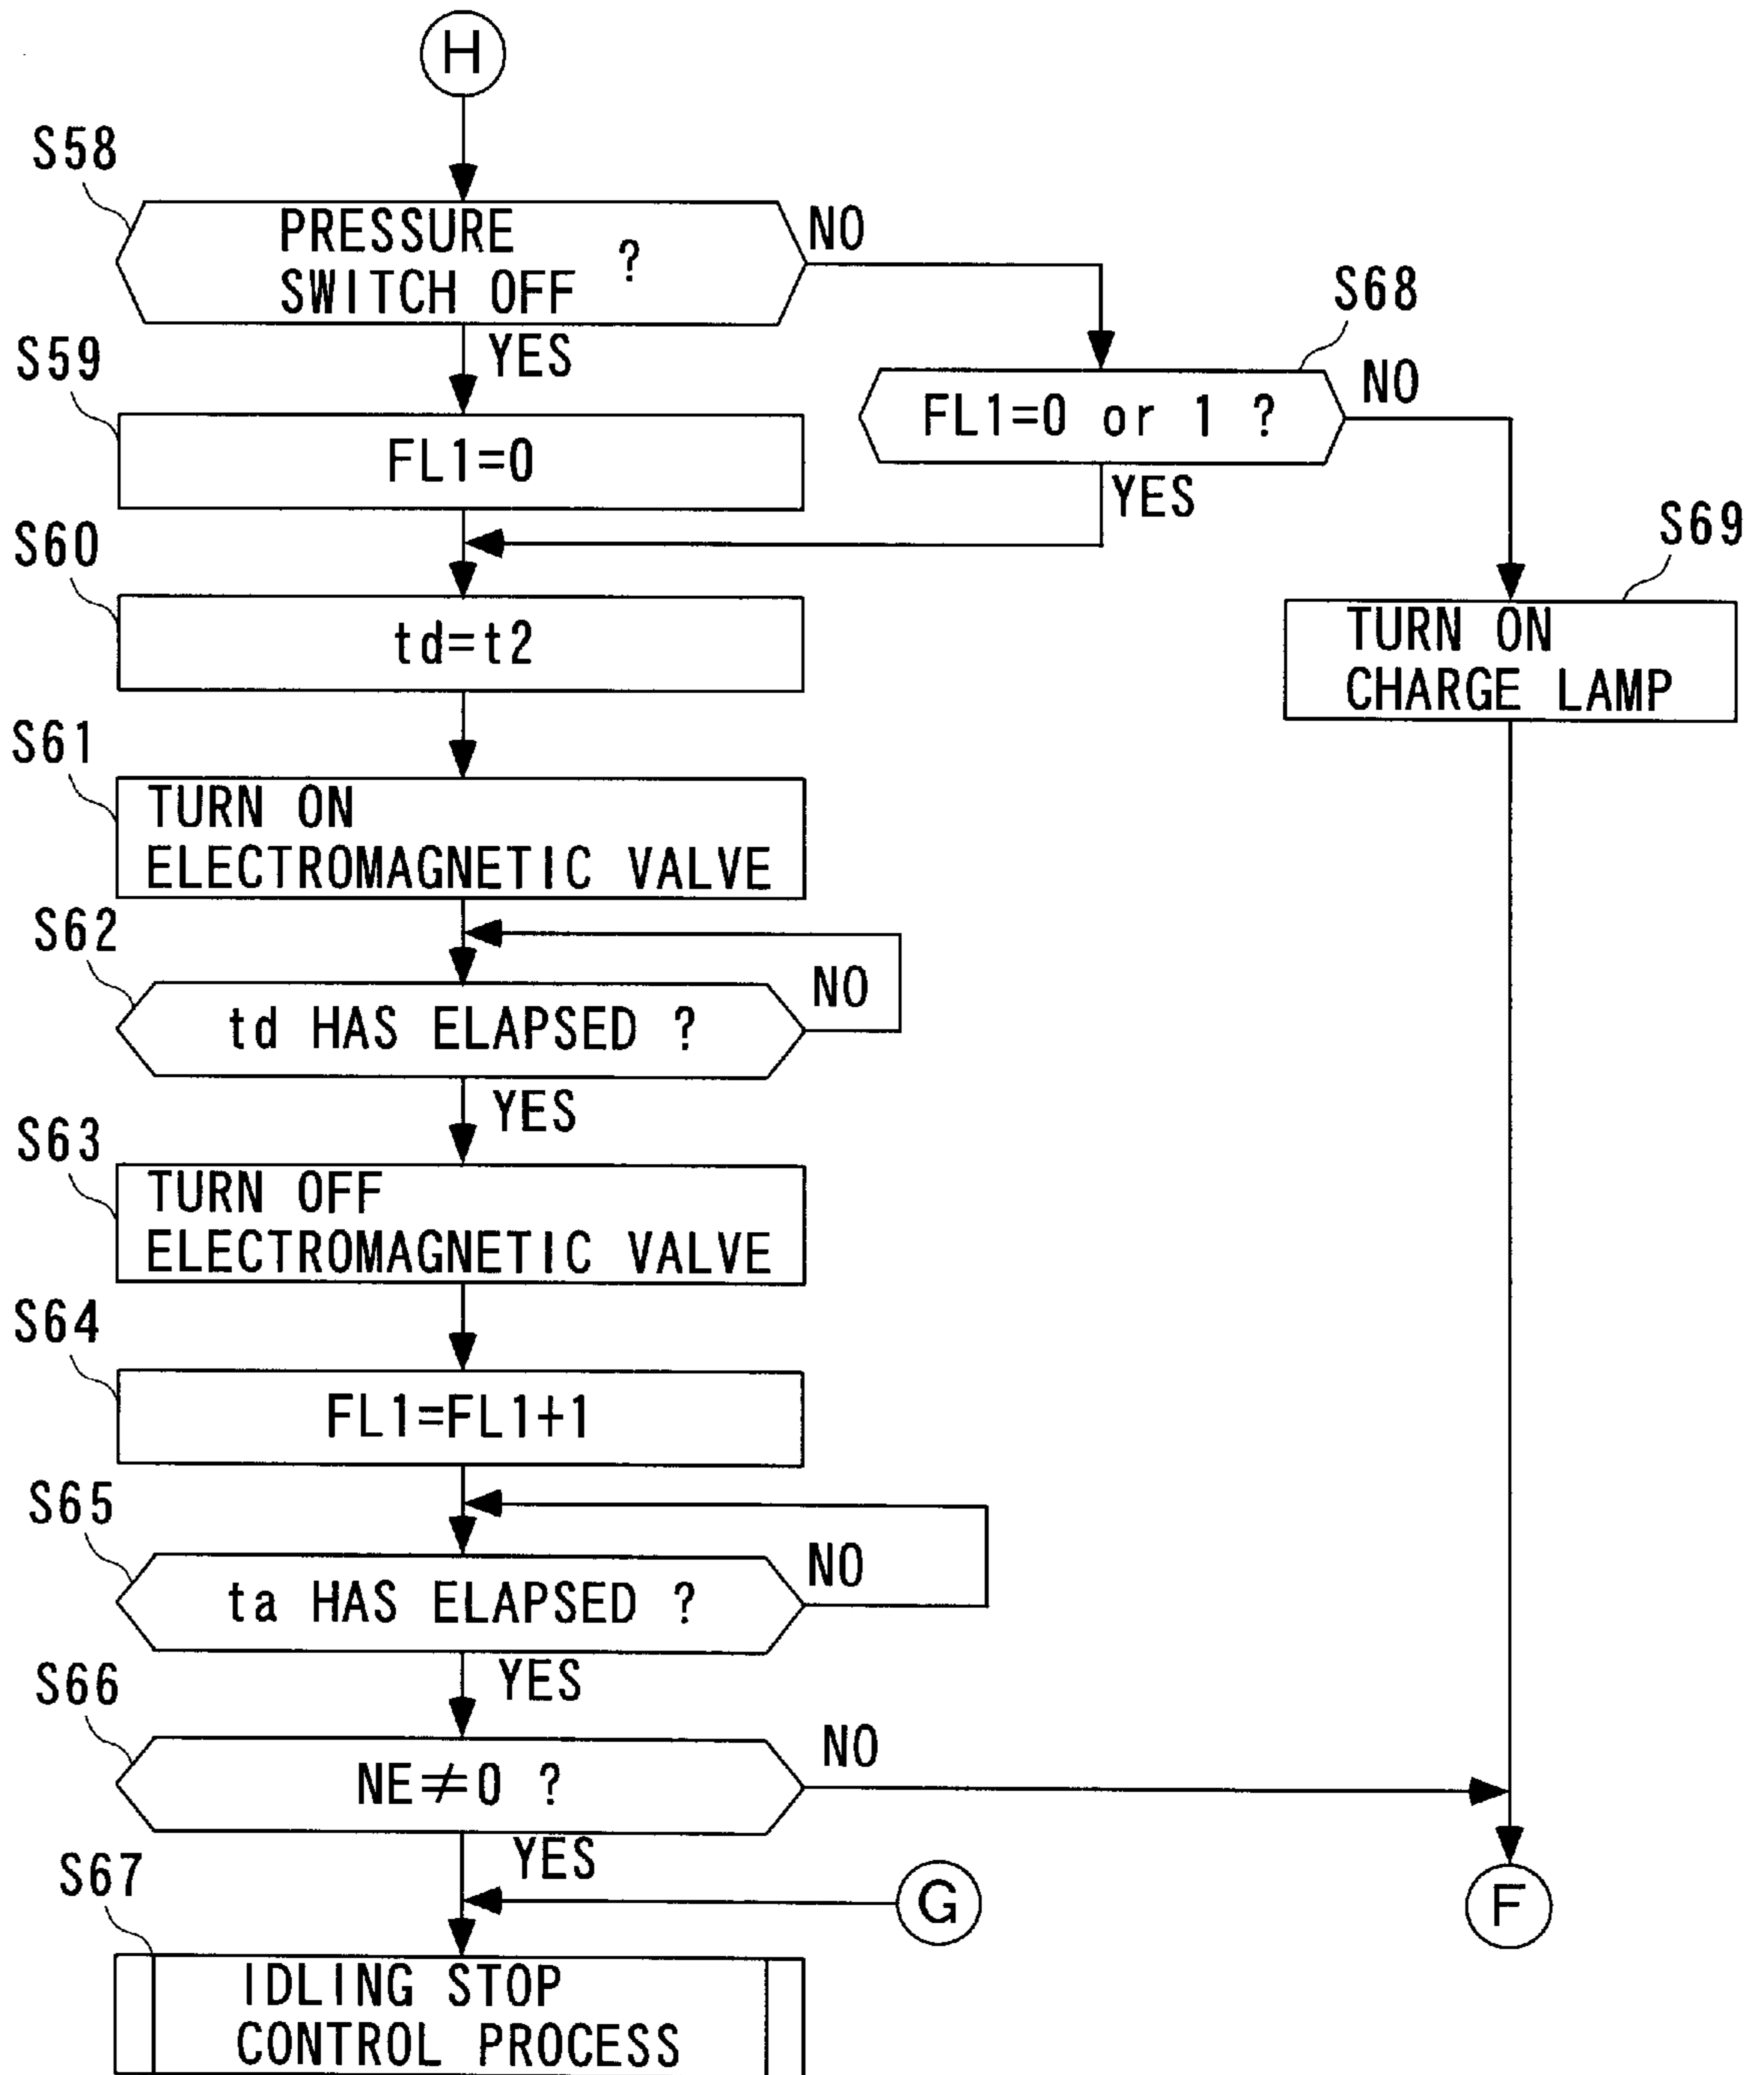 H
S58
PRESSURE
SWITCH OFF ?
NO
YES
S68
FL1=0 or 1 ?
NO
YES
S59
FL1=0
S69
TURN ON
CHARGE LAMP
S60
td=t2
S61
TURN ON
ELECTROMAGNETIC VALVE
S62
td HAS ELAPSED ?
NO
YES
S63
TURN OFF
ELECTROMAGNETIC VALVE
S64
FL1=FL1+1
S65
ta HAS ELAPSED ?
NO
YES
S66
NE≠0 ?
NO
YES
G
F
S67
IDLING STOP
CONTROL PROCESS